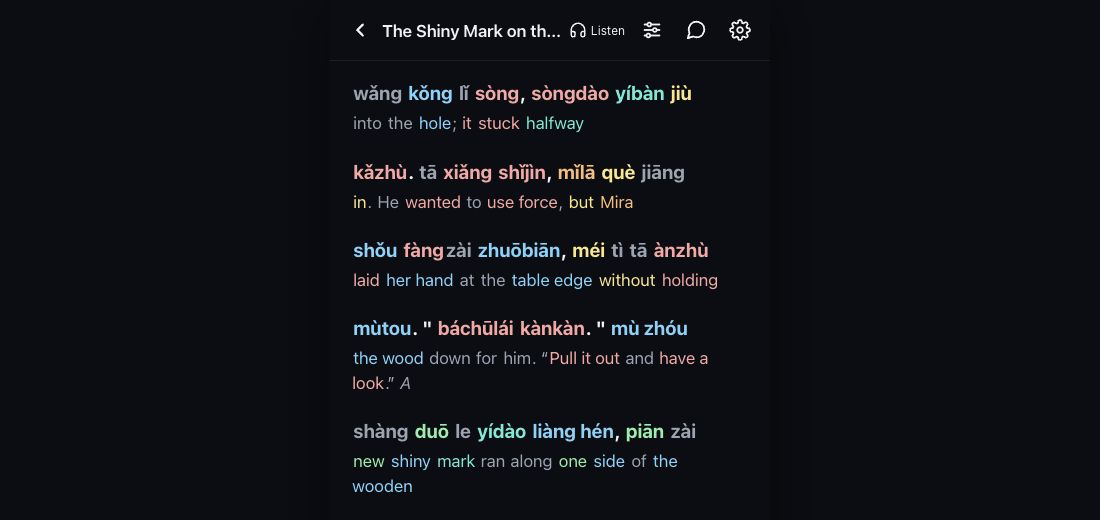 The Shiny Mark on th... Listen
wǎng kǒng lǐ sòng, sòngdào yíbàn jiù
into the hole; it stuck halfway
kǎzhù. tā xiǎng shǐjìn, mǐlā què jiāng
in. He wanted to use force, but Mira
shǒu fàng zài zhuōbiān, méi tì tā ànzhù
laid her hand at the table edge without holding
mùtou. " báchūlái kànkàn. " mù zhóu
the wood down for him. “Pull it out and have a
look.” A
shàng duō le yídào liàng hén, piān zài
new shiny mark ran along one side of the
wooden